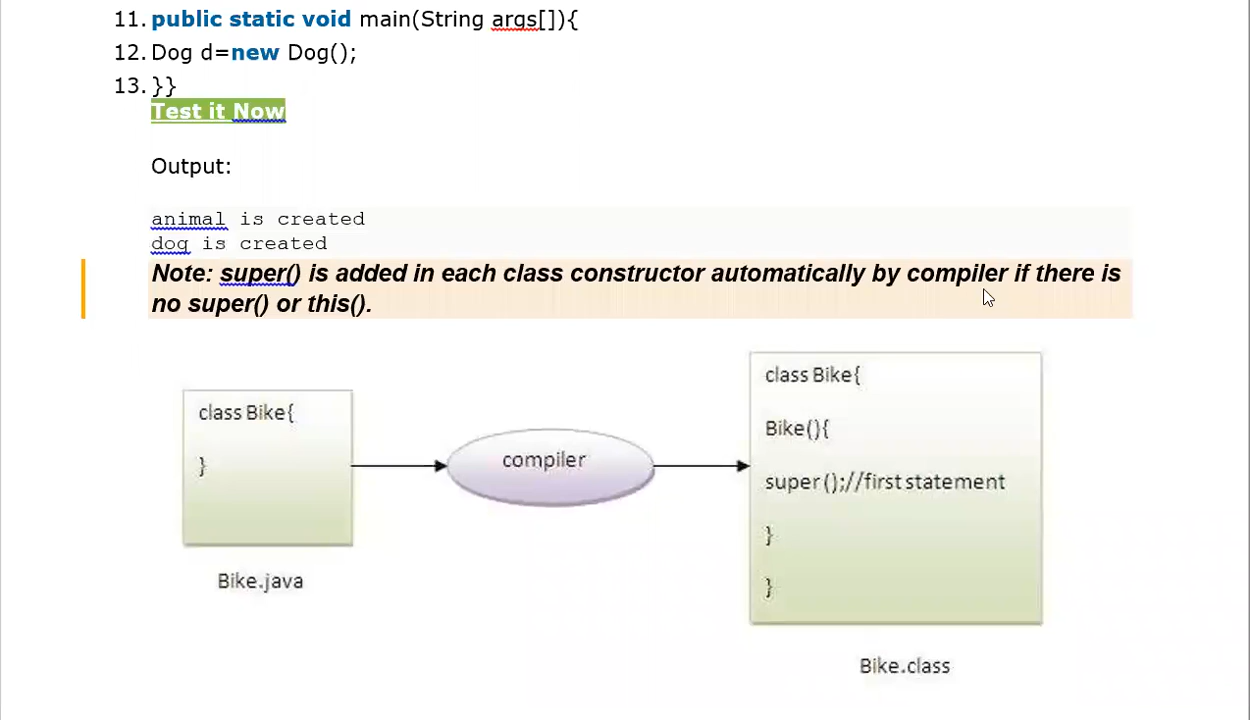 11. public static void main(String args[]){
12. Dog d=new Dog();
13. }}
Test it Now
Output:
animal is created
dog is created
Note: super() is added in each class constructor automatically by compiler if there is
no super() or this().
class Bike{
}
Bike.java
compiler
class Bike{
Bike(){
super();//first statement
}
}
Bike.class